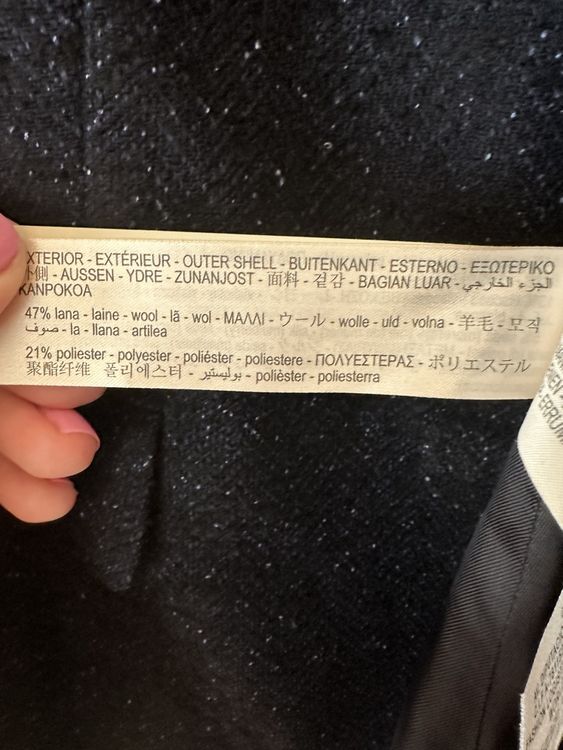 XTERIOR - EXTÉRIEUR - OUTER SHELL - BUITENKANT - ESTERNO - ΕΞΩΤΕΡΙΚΟ
外側 - AUSSEN - YDRE - ZUNANJOST - 面料 - 겉감 - BAGIAN LUAR - الجزء الخارجي -
KANPOKOA
47% lana - laine - wool - lã - wol - ΜΑΛΛΙ - ウール - wolle - uld - volna - 羊毛 - 모직
- صوف - la - llana - artilea
21% poliester - polyester - poliéster - poliestere - ΠΟΛΥΕΣΤΕΡΑΣ - ポリエステル
聚酯纤维 폴리에스터 - بوليستير - polièster - poliesterra